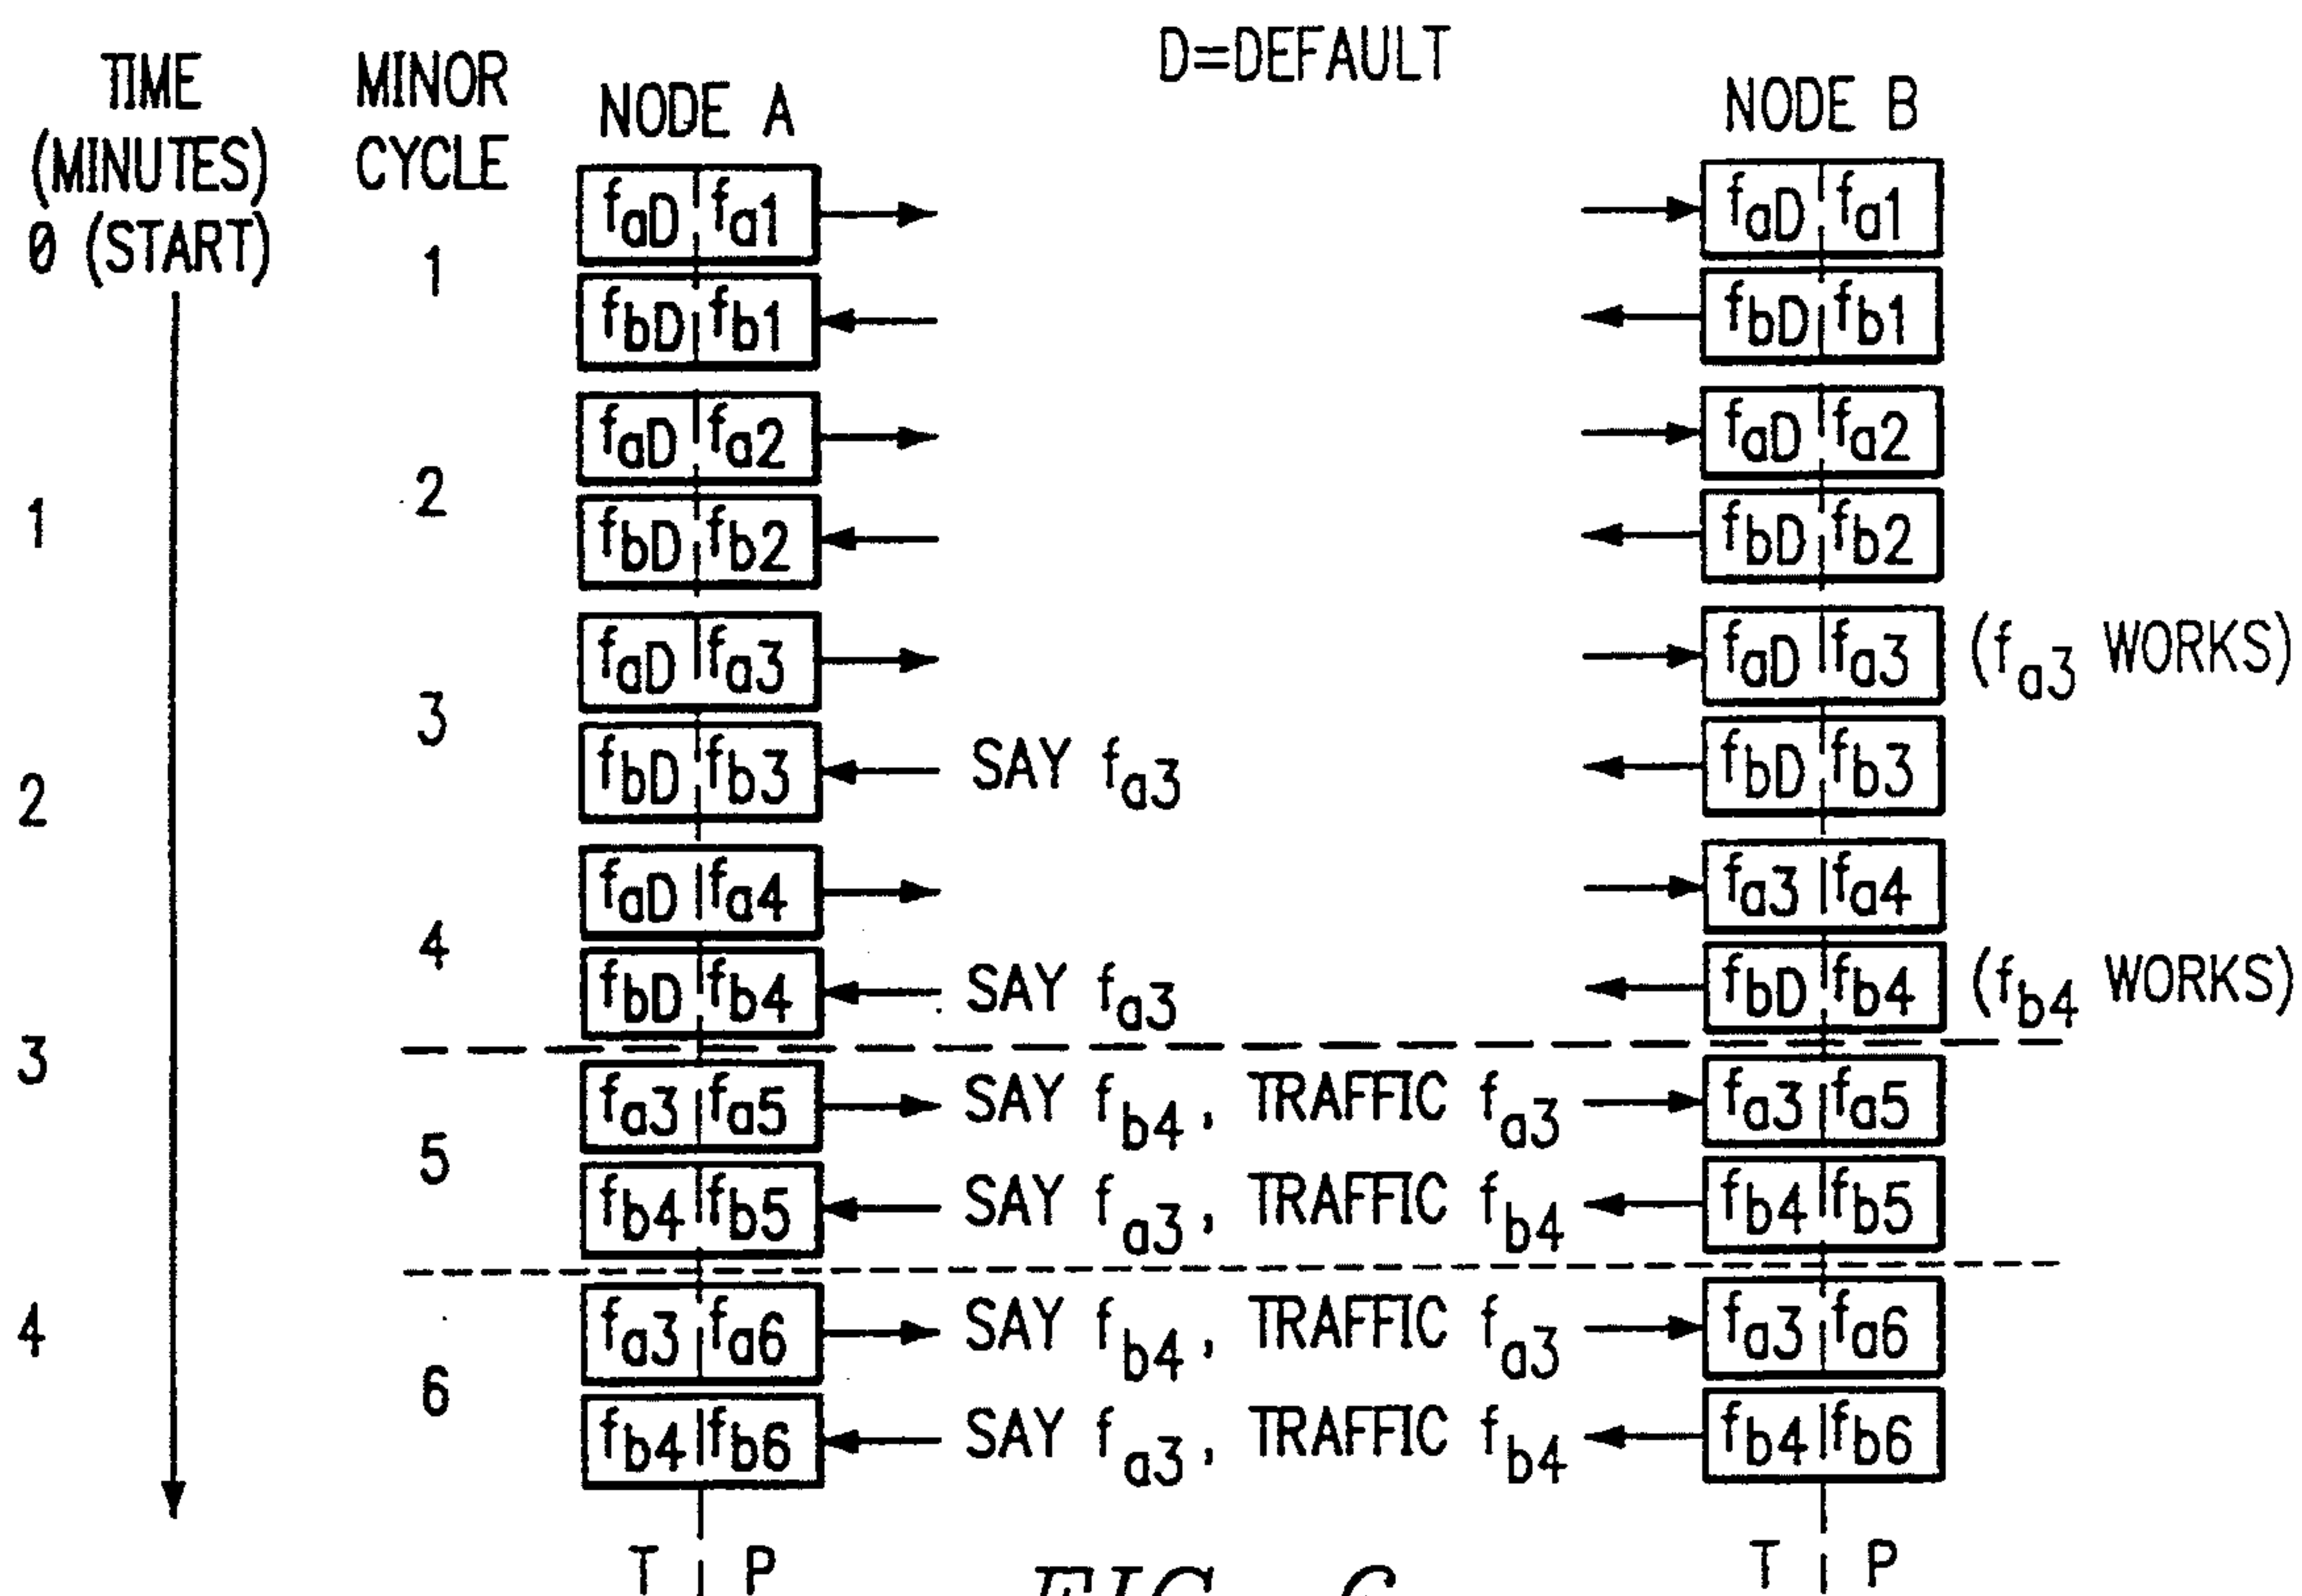 D=DEFAULT
TIME (MINUTES)
0 (START)
MINOR CYCLE
NODE A
NODE B
1
faD fa1
faD fa1
fbD fb1
fbD fb1
2
faD fa2
faD fa2
1
fbD fb2
fbD fb2
3
faD fa3
faD fa3 (fa3 WORKS)
fbD fb3 SAY fa3
fbD fb3
2
4
faD fa4
fa3 fa4
fbD fb4 SAY fa3
fbD fb4 (fb4 WORKS)
3
5
fa3 fa5 SAY fb4, TRAFFIC fa3
fa3 fa5
fb4 fb5 SAY fa3, TRAFFIC fb4
fb4 fb5
4
6
fa3 fa6 SAY fb4, TRAFFIC fa3
fa3 fa6
fb4 fb6 SAY fa3, TRAFFIC fb4
fb4 fb6
T P
T P